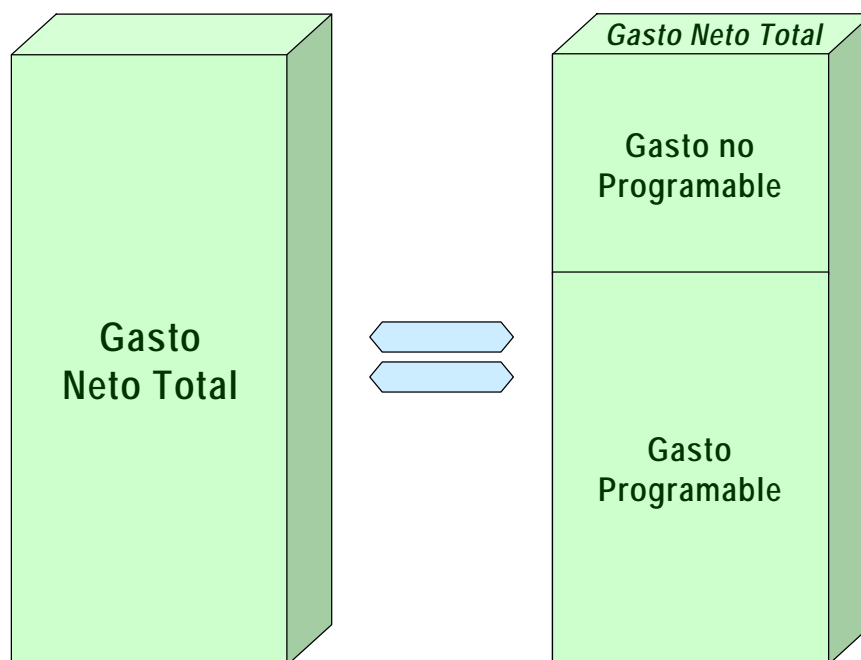 Gasto
Neto Total
Gasto Neto Total
Gasto no
Programable
Gasto
Programable